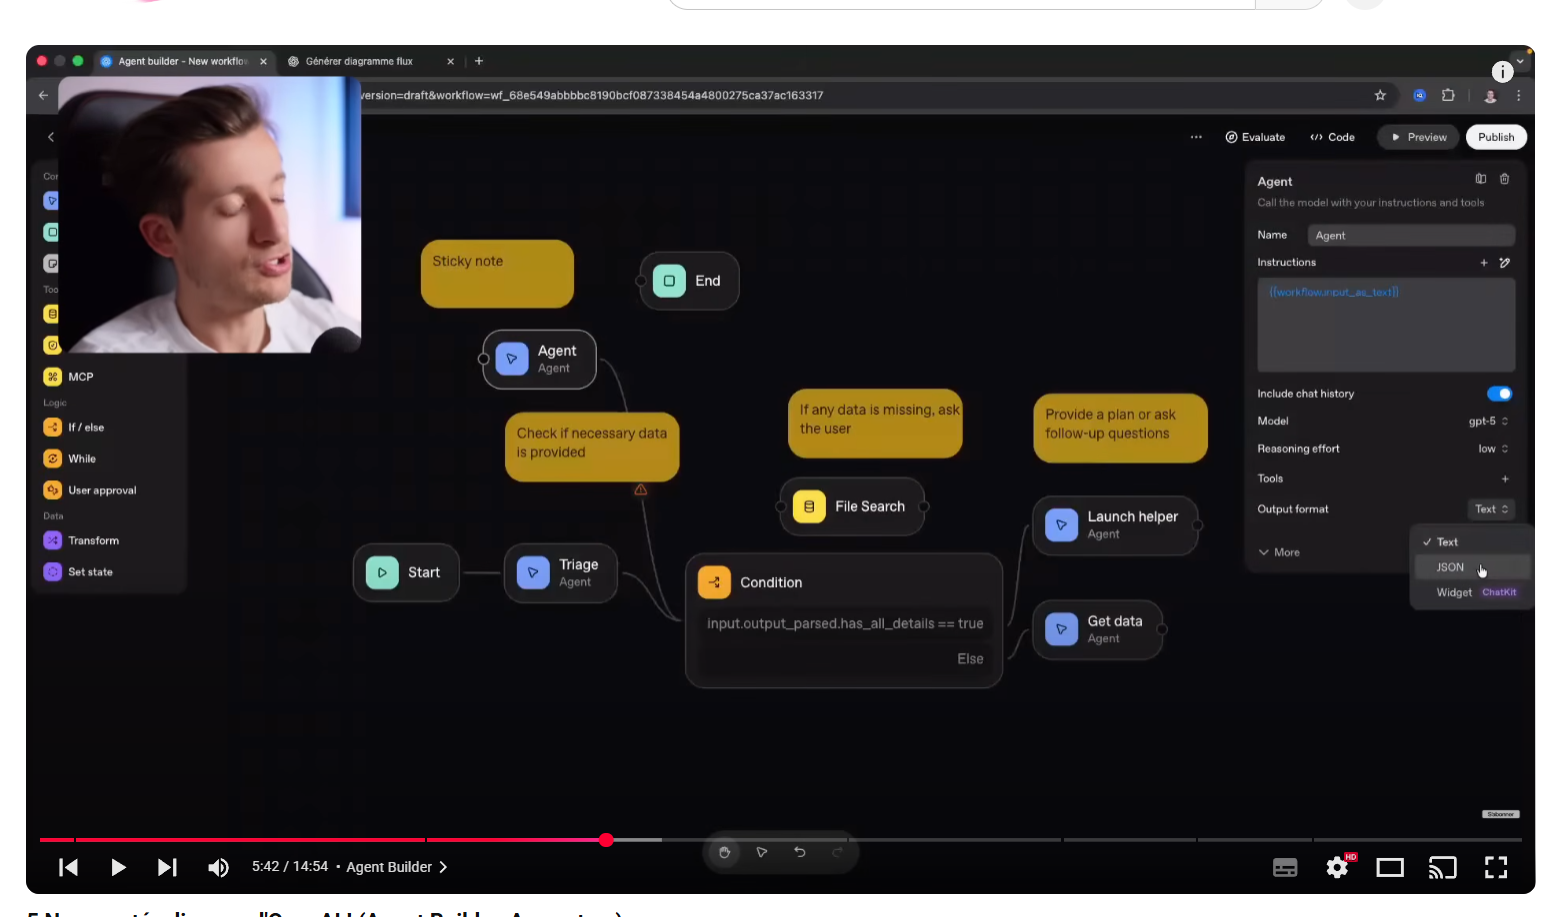 Agent builder - New workflo
Générer diagramme flux
version=draft&workflow=wf_68e549abbbbc8190bcf087338454a4800275ca37ac163317
Evaluate
Code
Preview
Publish
Agent
Call the model with your instructions and tools
Name
Agent
Instructions
{{workflow.input_as_text}}
Include chat history
Model
gpt-5
Reasoning effort
low
Tools
Output format
Text
More
Text
JSON
Widget
ChatKit
Sticky note
End
Agent
Agent
Check if necessary data
is provided
If any data is missing, ask
the user
Provide a plan or ask
follow-up questions
File Search
Launch helper
Agent
Start
Triage
Agent
Condition
input.output_parsed.has_all_details == true
Else
Get data
Agent
MCP
Logic
If / else
While
User approval
Data
Transform
Set state
S'abonner
5:42 / 14:54 • Agent Builder
HD